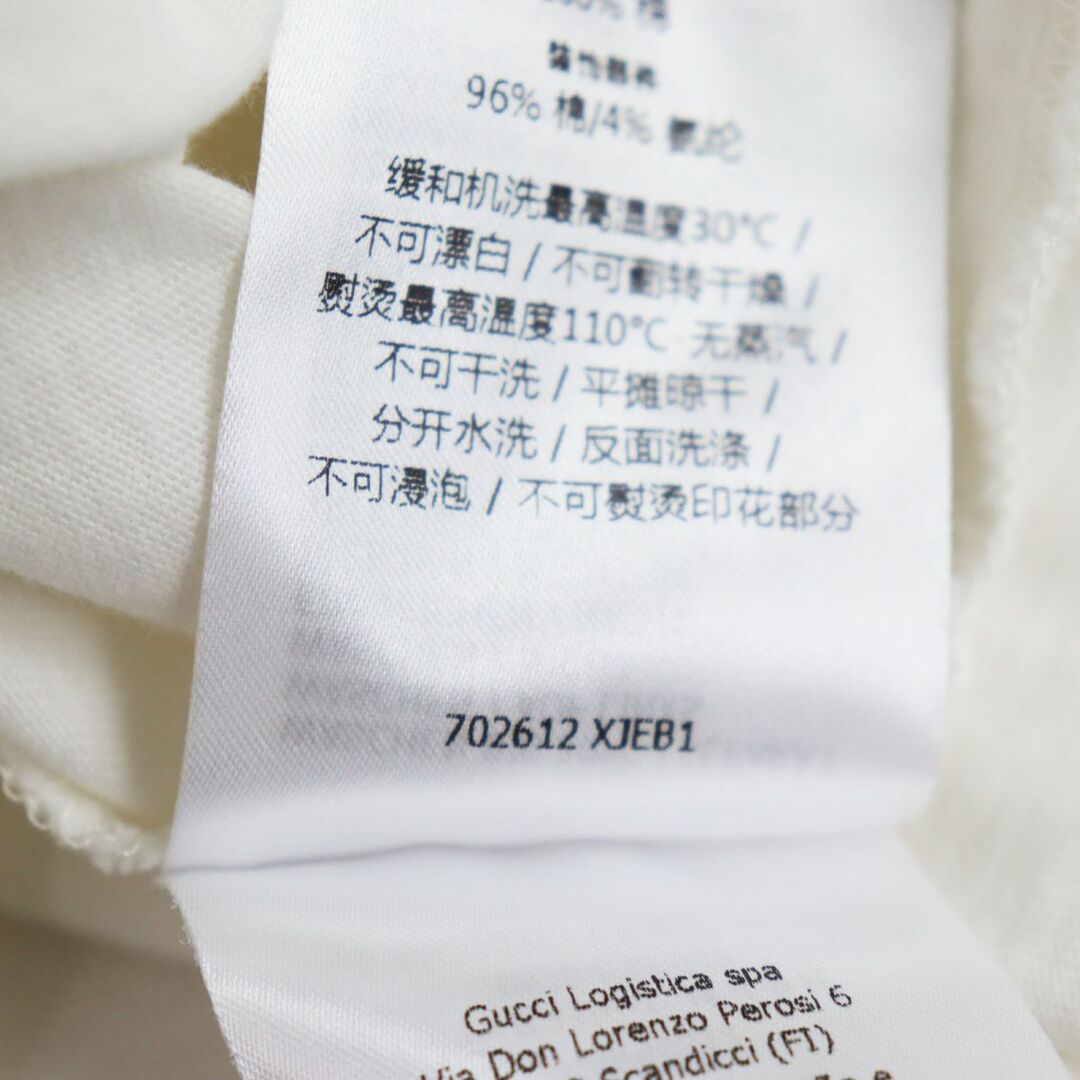 棉
96% 棉/4% 氨纶
缓和机洗最高温度30°C /
不可漂白 / 不可翻转干燥 /
熨烫最高温度110°C 无蒸汽 /
不可干洗 / 平摊晾干 /
分开水洗 / 反面洗涤 /
不可浸泡 / 不可熨烫印花部分
702612 XJEB1
Gucci Logistica spa
Via Don Lorenzo Perosi 6
Scandicci (FI)